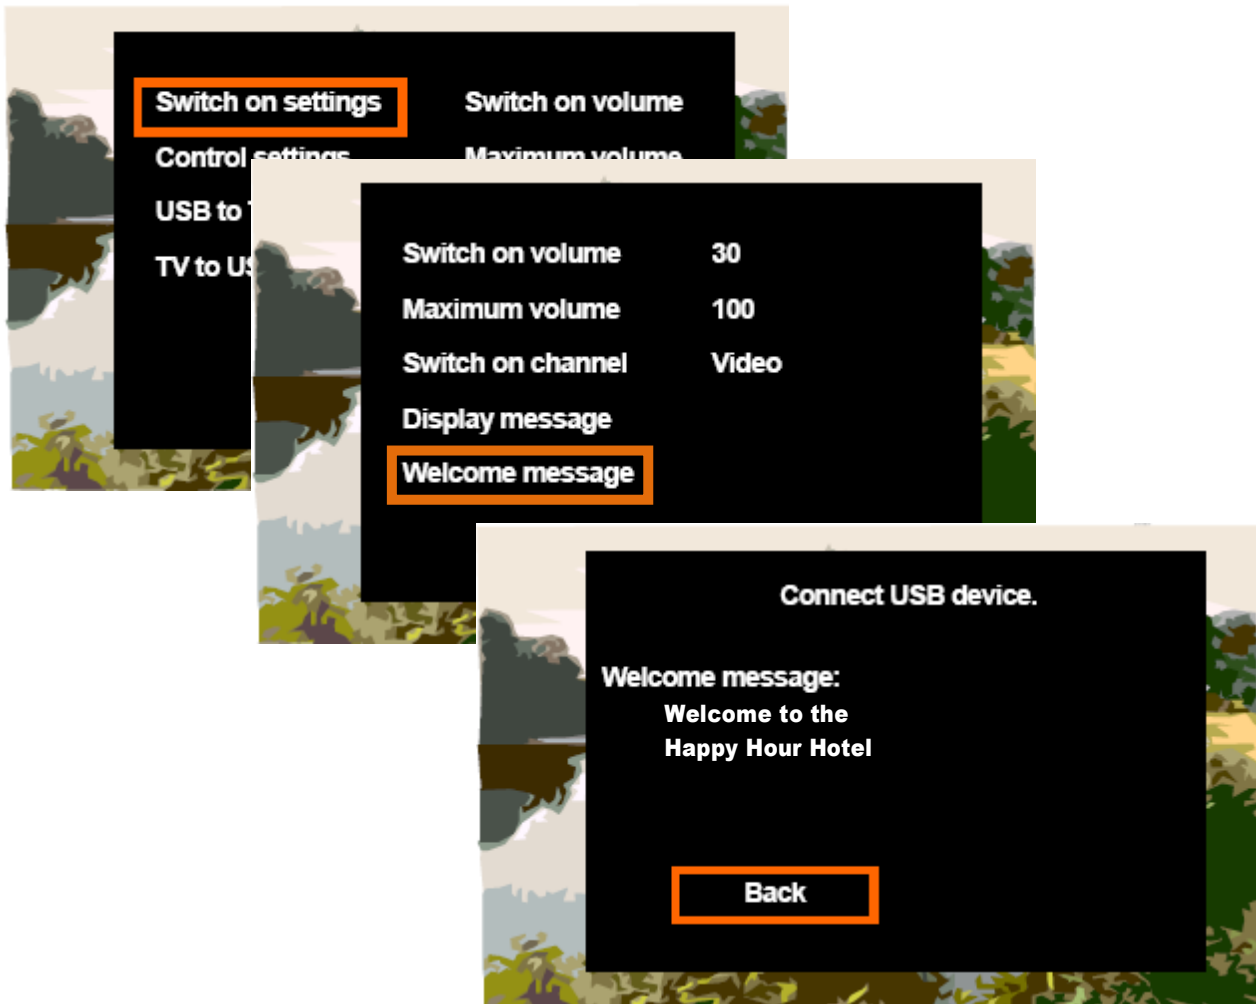 Switch on settings Switch on volume
Control settings Maximum volume
USB to
TV to
Switch on volume 30
Maximum volume 100
Switch on channel Video
Display message
Welcome message
Connect USB device.
Welcome message:
Welcome to the
Happy Hour Hotel
Back